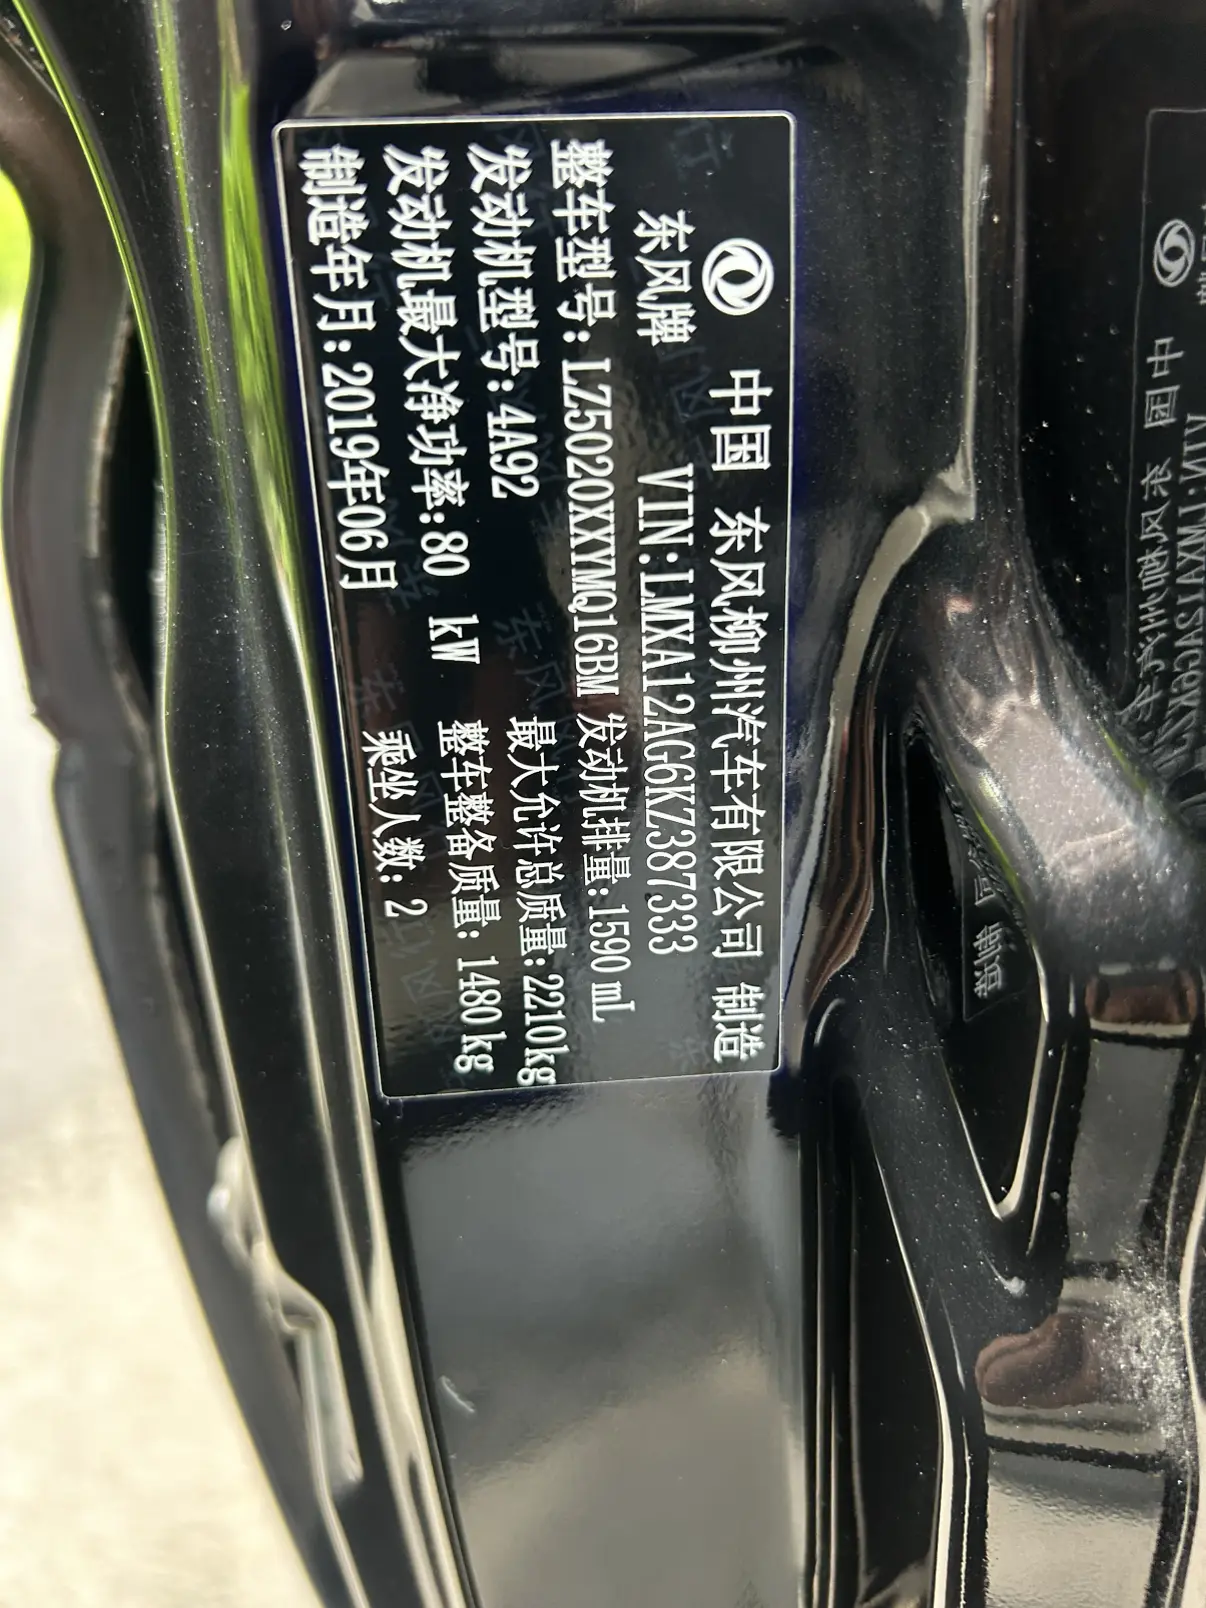 中国 东风柳州汽车有限公司 制造
东风牌 VIN:LMXA12AG6KZ387333
整车型号:LZ5020XXYMQ16BM 发动机排量:1590 mL
发动机型号:4A92 最大允许总质量:2210kg
发动机最大净功率:80 kW 整车整备质量:1480kg
制造年月:2019年06月 乘坐人数:2